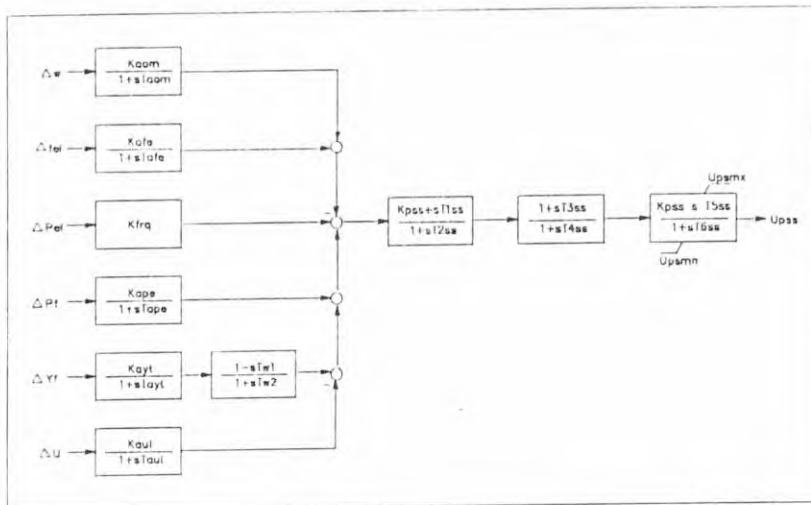 Δw
Kaom
1+sTaom
Δfel
Kafe
1+sTafe
ΔPel
Kfrq
ΔPt
Kape
1+sTape
ΔYt
Kayt
1+sTayt
1-sTw1
1+sTw2
ΔU
Kaul
1+sTaul
-
-
Kpss+sT1ss
1+sT2ss
1+sT3ss
1+sT4ss
Upsmx
Kpss s T5ss
1+sT6ss
Upsmn
Upss